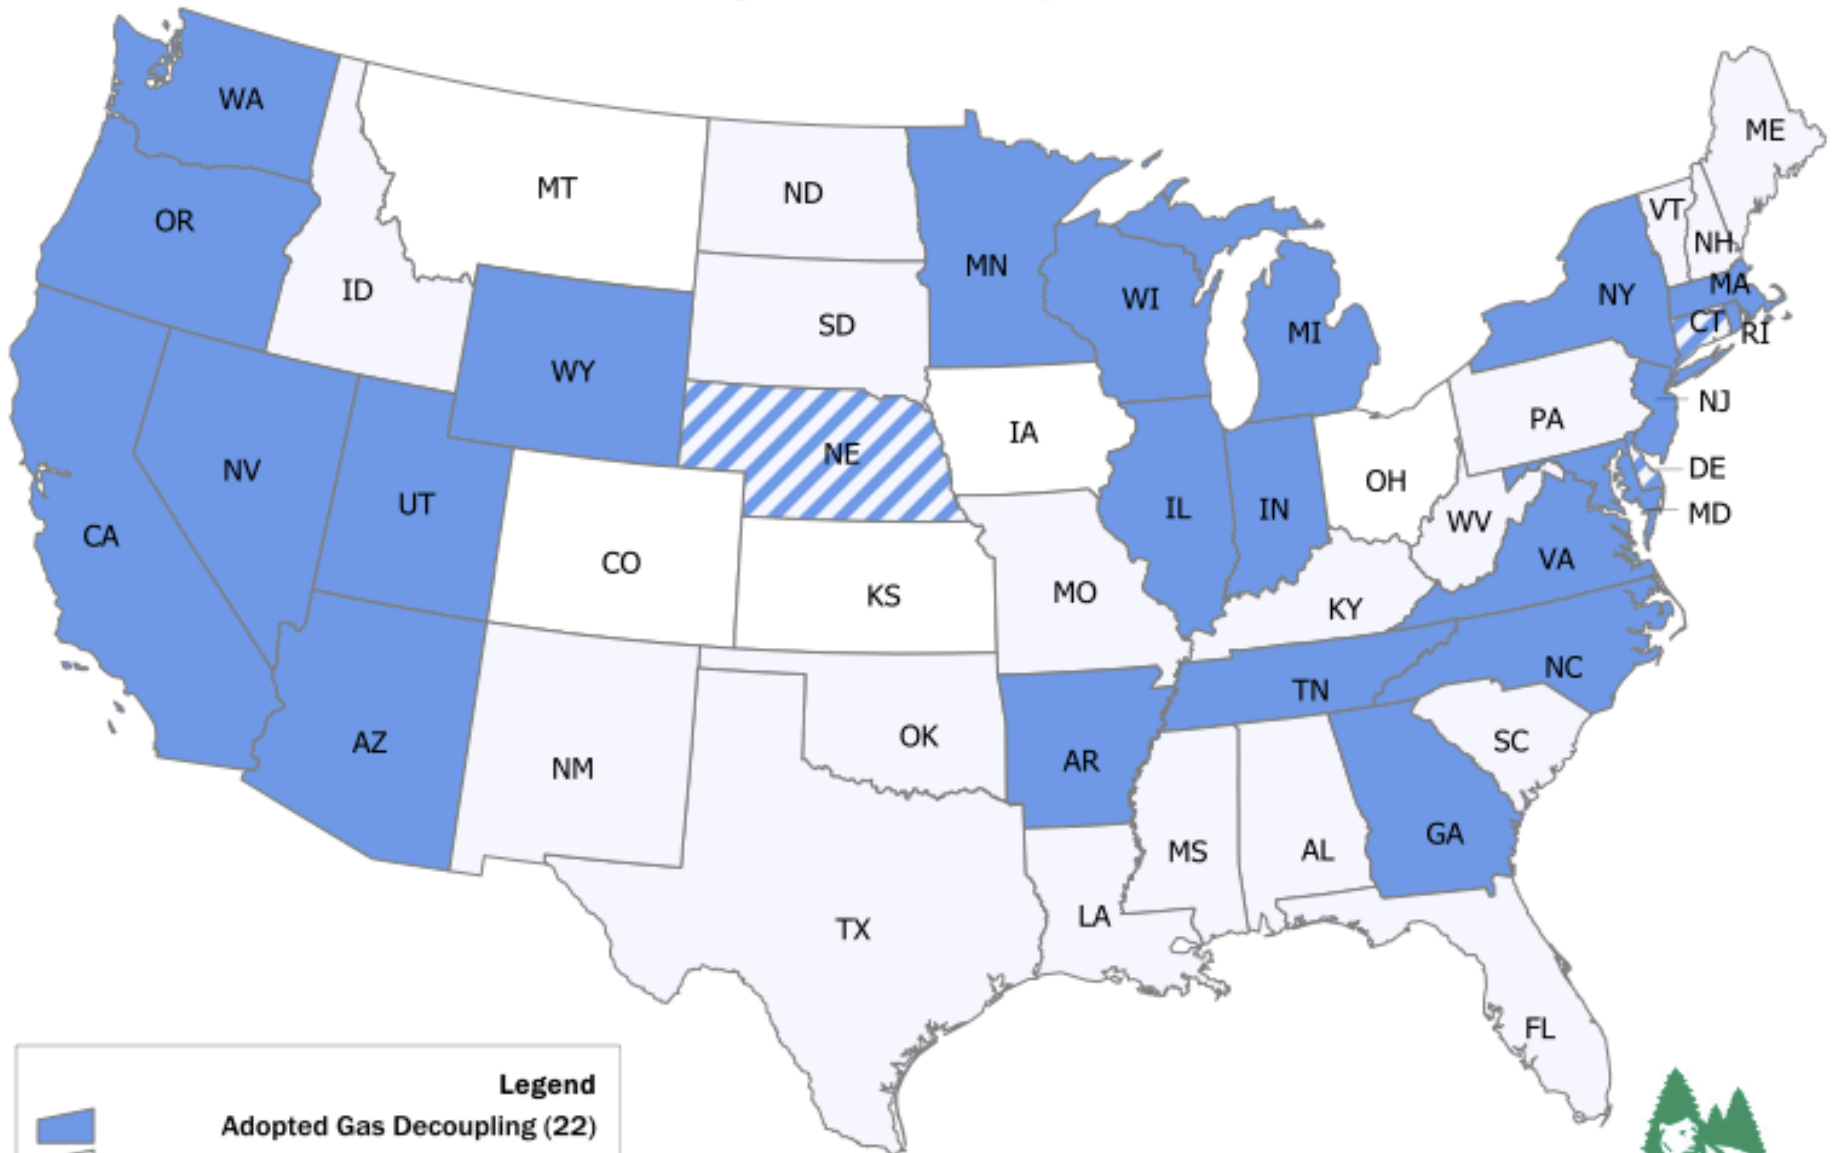 WA
ME
MT
ND
VT
OR
NH
MN
ID
MA
NY
WI
CT
SD
MI
RI
WY
NJ
PA
IA
NE
NV
DE
OH
UT
IL
IN
MD
WV
CA
VA
CO
MO
KS
KY
NC
TN
OK
SC
AZ
AR
NM
GA
MS
AL
LA
TX
FL
Legend
Adopted Gas Decoupling (22)